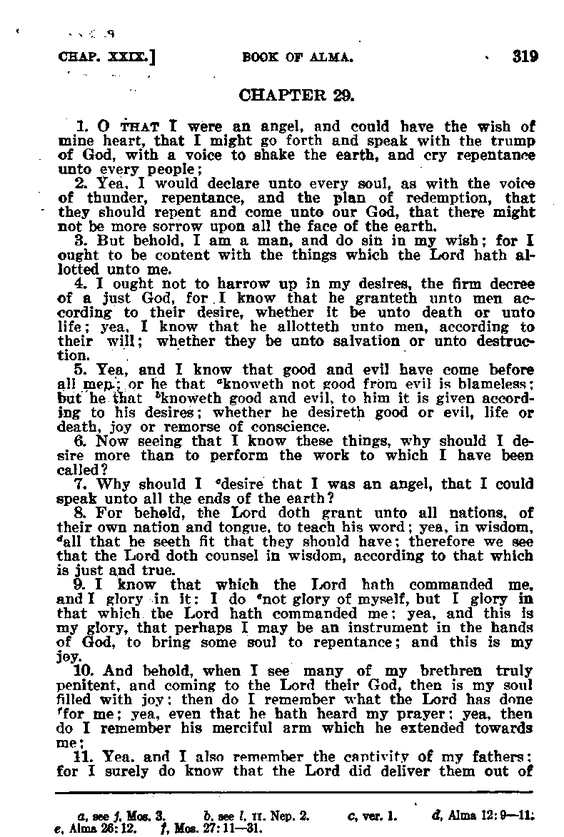 CHAP. XXIX.] BOOK OF ALMA. 319
CHAPTER 29.
1. O THAT I were an angel, and could have the wish of
mine heart, that I might go forth and speak with the trump
of God, with a voice to shake the earth, and cry repentance
unto every people;
2. Yea, I would declare unto every soul, as with the voice
of thunder, repentance, and the plan of redemption, that
they should repent and come unto our God, that there might
not be more sorrow upon all the face of the earth.
3. But behold, I am a man, and do sin in my wish; for I
ought to be content with the things which the Lord hath al-
lotted unto me.
4. I ought not to harrow up in my desires, the firm decree
of a just God, for I know that he granteth unto men ac-
cording to their desire, whether it be unto death or unto
life; yea, I know that he allotteth unto men, according to
their will; whether they be unto salvation or unto destruc-
tion.
5. Yea, and I know that good and evil have come before
all men; or he that ᵃknoweth not good from evil is blameless;
but he that ᵇknoweth good and evil, to him it is given accord-
ing to his desires; whether he desireth good or evil, life or
death, joy or remorse of conscience.
6. Now seeing that I know these things, why should I de-
sire more than to perform the work to which I have been
called?
7. Why should I ᶜdesire that I was an angel, that I could
speak unto all the ends of the earth?
8. For behold, the Lord doth grant unto all nations, of
their own nation and tongue, to teach his word; yea, in wisdom,
ᵈall that he seeth fit that they should have; therefore we see
that the Lord doth counsel in wisdom, according to that which
is just and true.
9. I know that which the Lord hath commanded me,
and I glory in it: I do ᵉnot glory of myself, but I glory in
that which the Lord hath commanded me; yea, and this is
my glory, that perhaps I may be an instrument in the hands
of God, to bring some soul to repentance; and this is my
joy.
10. And behold, when I see many of my brethren truly
penitent, and coming to the Lord their God, then is my soul
filled with joy; then do I remember what the Lord has done
ᶠfor me; yea, even that he hath heard my prayer; yea, then
do I remember his merciful arm which he extended towards
me;
11. Yea, and I also remember the captivity of my fathers;
for I surely do know that the Lord did deliver them out of
a, see f, Mos. 3. b, see l, II. Nep. 2. c, ver. 1. d, Alma 12:9—11;
e, Alma 26:12. f, Mos. 27:11—31.